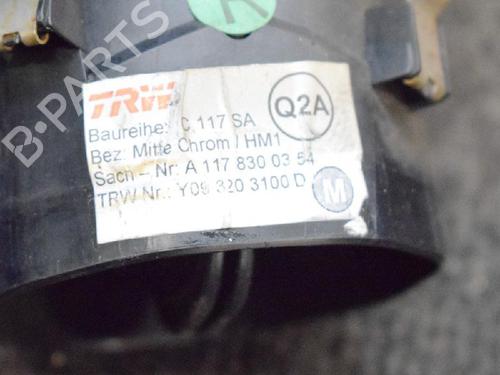 R
B-PARTS
TRW
Q2A
Baureihe: C 117 SA
Bez: Mitte Chrom / HM1
Sach - Nr: A 117 830 03 54
TRW Nr.: Y09 820 3100 D
M